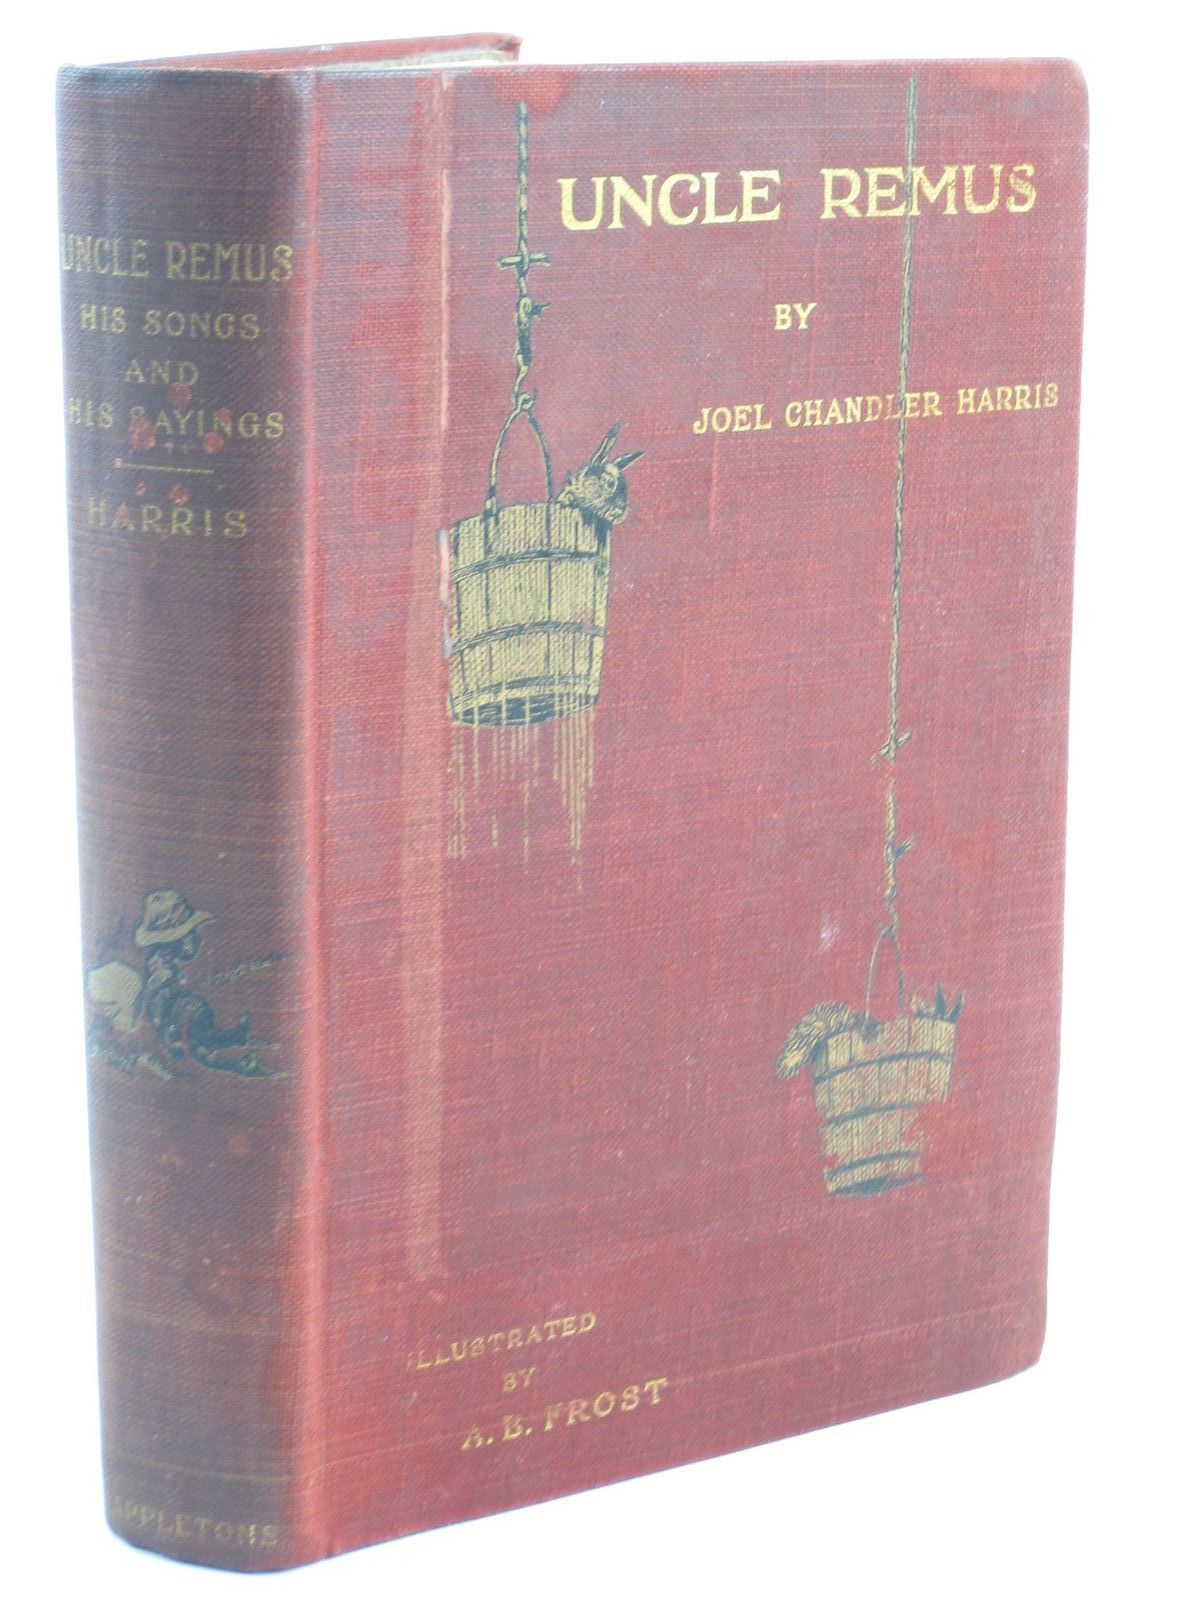 UNCLE REMUS
HIS SONGS
AND
HIS SAYINGS
HARRIS
APPLETONS
UNCLE REMUS
BY
JOEL CHANDLER HARRIS
ILLUSTRATED
BY
A. B. FROST